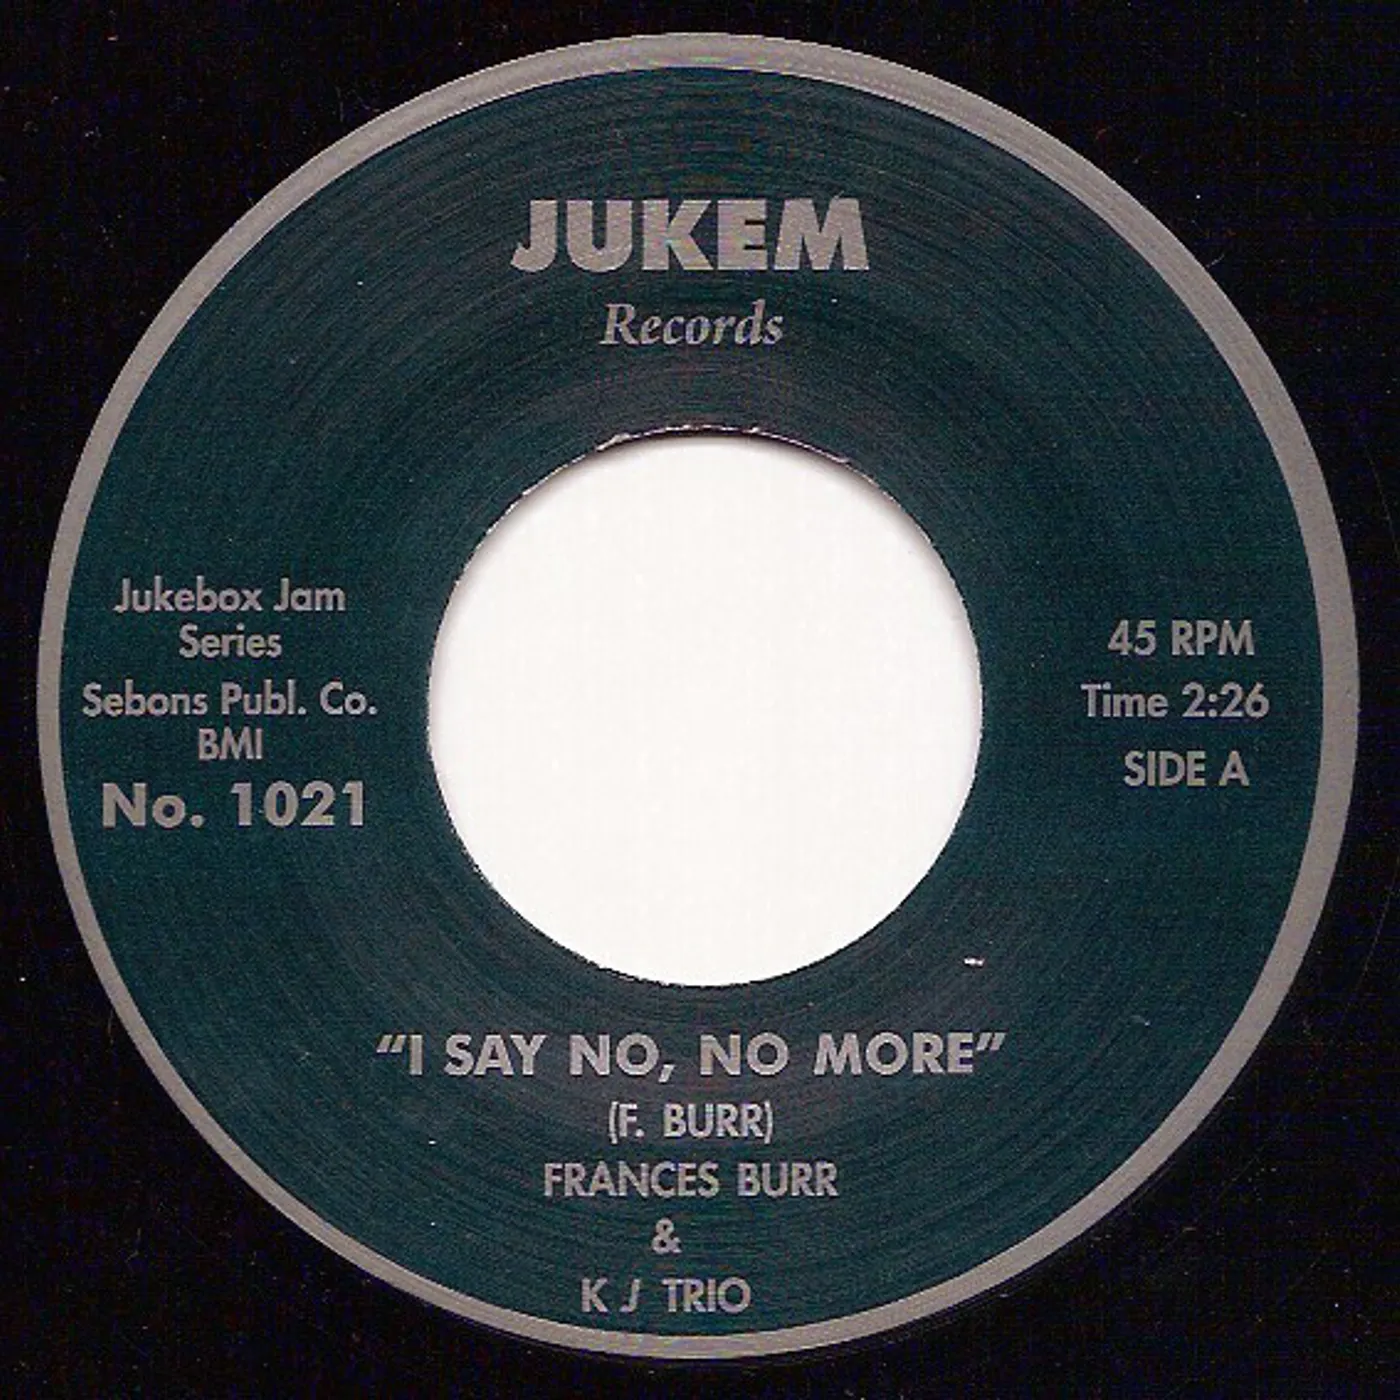 JUKEM
Records
Jukebox Jam
Series
Sebons Publ. Co.
BMI
No. 1021
45 RPM
Time 2:26
SIDE A
“I SAY NO, NO MORE”
(F. BURR)
FRANCES BURR
&
K J TRIO